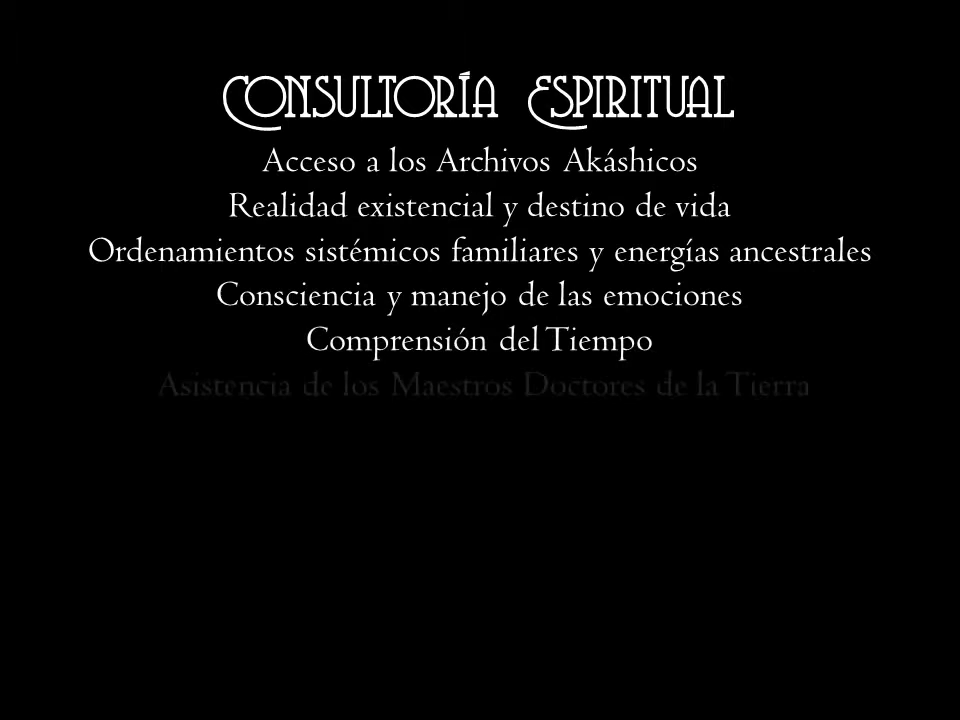 Consultoría Espiritual
Acceso a los Archivos Akáshicos
Realidad existencial y destino de vida
Ordenamientos sistémicos familiares y energías ancestrales
Consciencia y manejo de las emociones
Comprensión del Tiempo
Asistencia de los Maestros Doctores de la Tierra